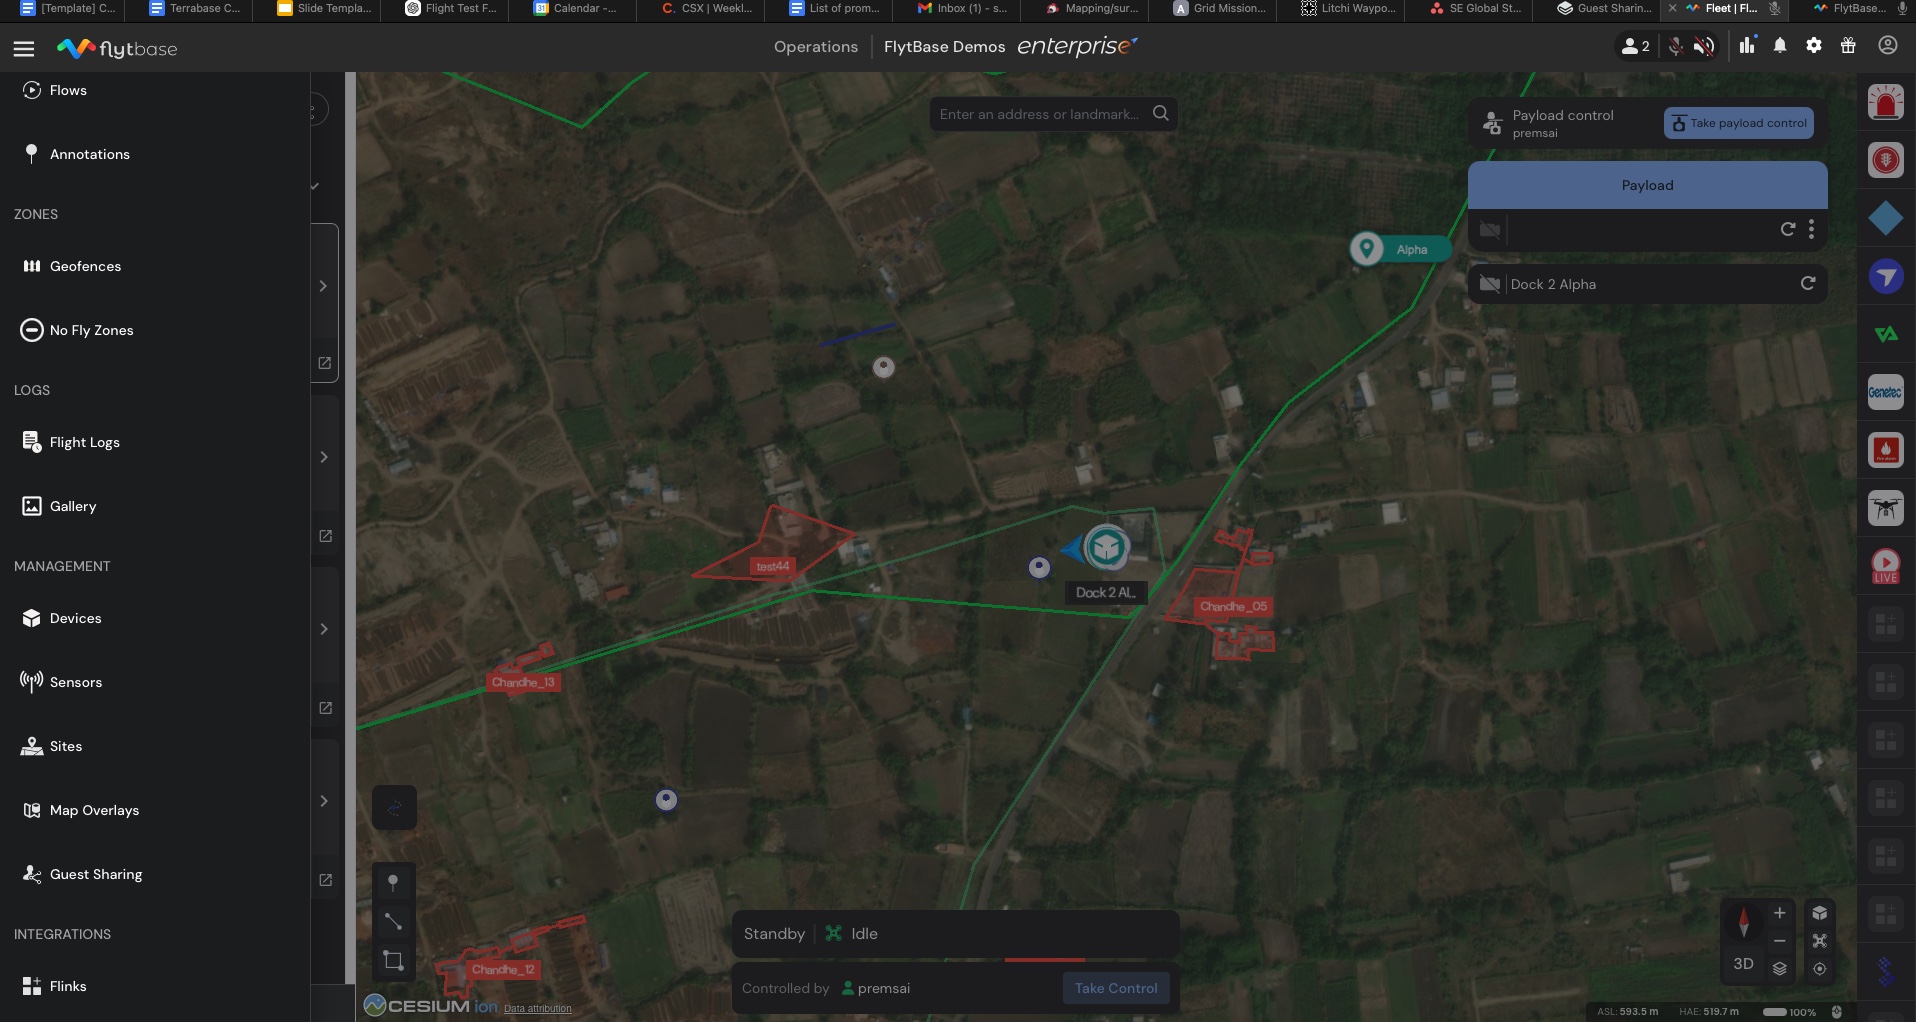 [Template] C...
Terrabase C...
Slide Templa...
Flight Test F...
Calendar -...
CSX | Weekl...
List of prom...
Inbox (1) - s...
Mapping/sur...
Grid Mission...
Litchi Waypo...
SE Global St...
Guest Sharin...
Fleet | Fl...
FlytBase...
flytbase
Operations
FlytBase Demos enterprise
2
Flows
Annotations
ZONES
Geofences
No Fly Zones
LOGS
Flight Logs
Gallery
MANAGEMENT
Devices
Sensors
Sites
Map Overlays
Guest Sharing
INTEGRATIONS
Flinks
Enter an address or landmark...
Payload control
premsai
Take payload control
Payload
Dock 2 Alpha
Alpha
test44
Dock 2 Al...
Chandhe_05
Chandhe_13
Chandhe_12
Genetec
LIVE
Standby
Idle
Controlled by
premsai
Take Control
3D
CESIUM ion
Data attribution
ASL: 593.5 m
HAE: 519.7 m
100%